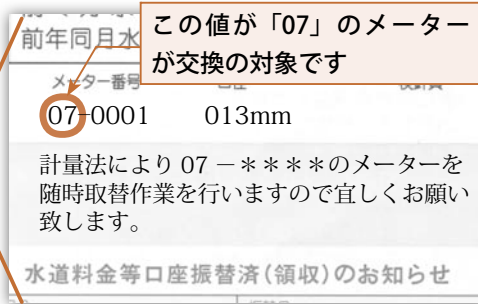 この値が「07」のメーター
が交換の対象です
前年同月水
メーター番号
07-0001 013mm
計量法により 07 －＊＊＊＊のメーターを
随時取替作業を行いますので宜しくお願い
致します。
水道料金等口座振替済(領収)のお知らせ